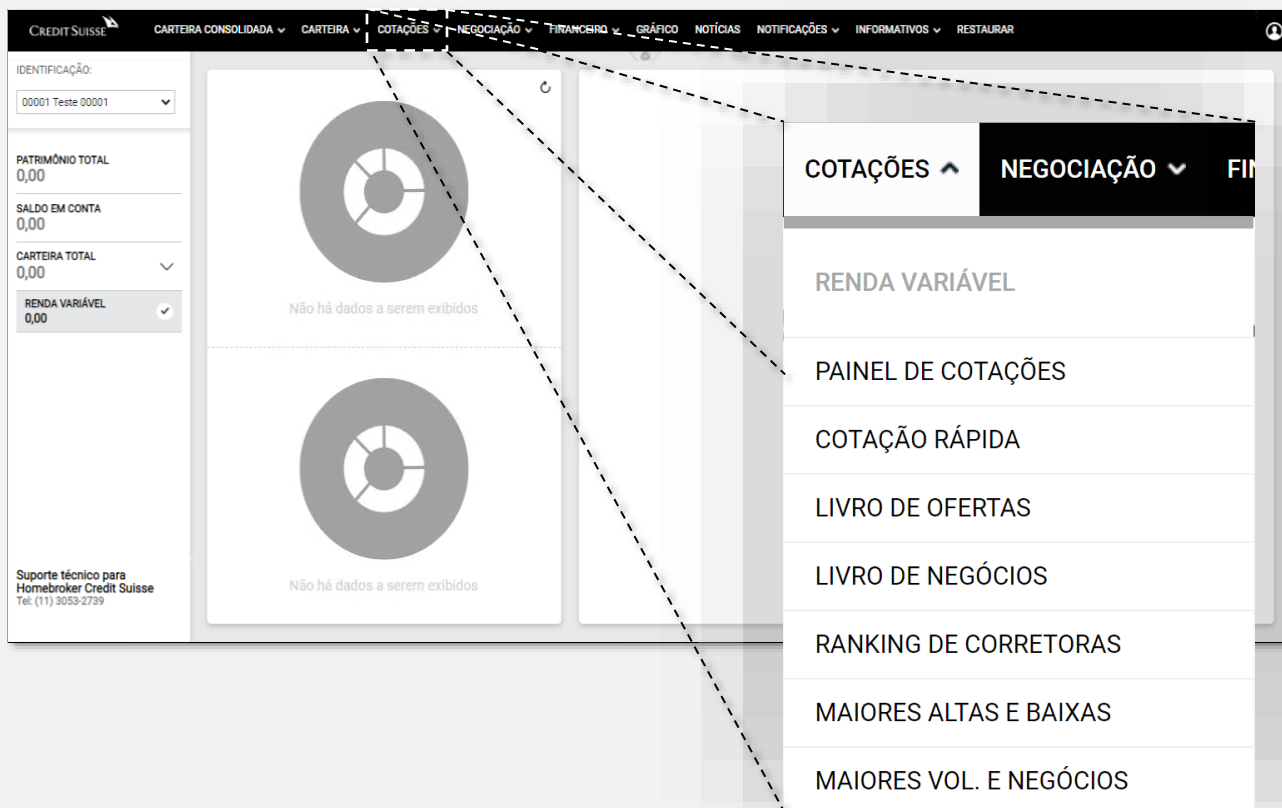 CREDIT SUISSE
CARTEIRA CONSOLIDADA
CARTEIRA
COTAÇÕES
NEGOCIAÇÃO
FINANCEIRO
GRÁFICO
NOTÍCIAS
NOTIFICAÇÕES
INFORMATIVOS
RESTAURAR
IDENTIFICAÇÃO:
00001 Teste 00001
PATRIMÔNIO TOTAL
0,00
SALDO EM CONTA
0,00
CARTEIRA TOTAL
0,00
RENDA VARIÁVEL
0,00
Suporte técnico para
Homebroker Credit Suisse
Tel: (11) 3053-2739
Não há dados a serem exibidos
Não há dados a serem exibidos
COTAÇÕES
NEGOCIAÇÃO
FIN
RENDA VARIÁVEL
PAINEL DE COTAÇÕES
COTAÇÃO RÁPIDA
LIVRO DE OFERTAS
LIVRO DE NEGÓCIOS
RANKING DE CORRETORAS
MAIORES ALTAS E BAIXAS
MAIORES VOL. E NEGÓCIOS